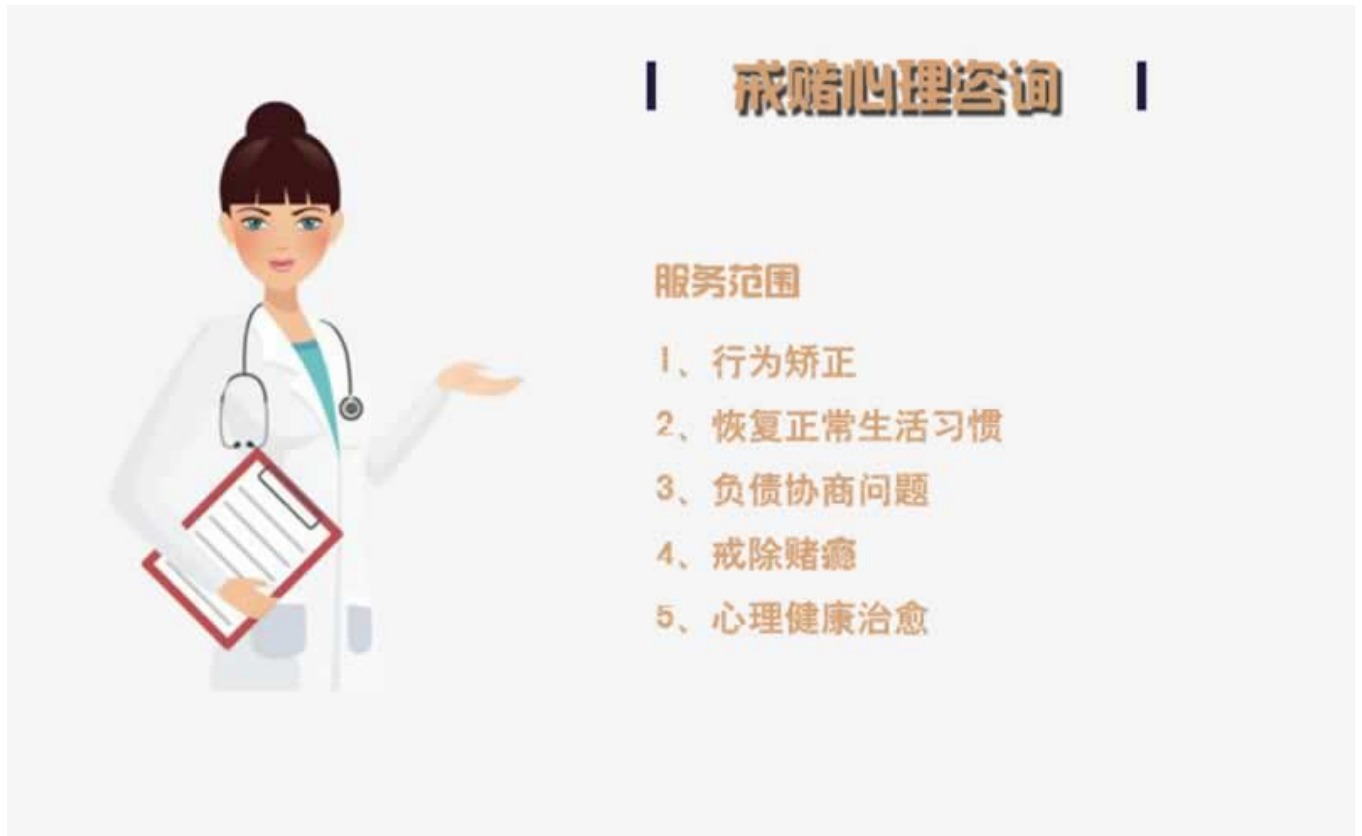 戒赌心理咨询
服务范围
1、行为矫正
2、恢复正常生活习惯
3、负债协商问题
4、戒除赌瘾
5、心理健康治愈